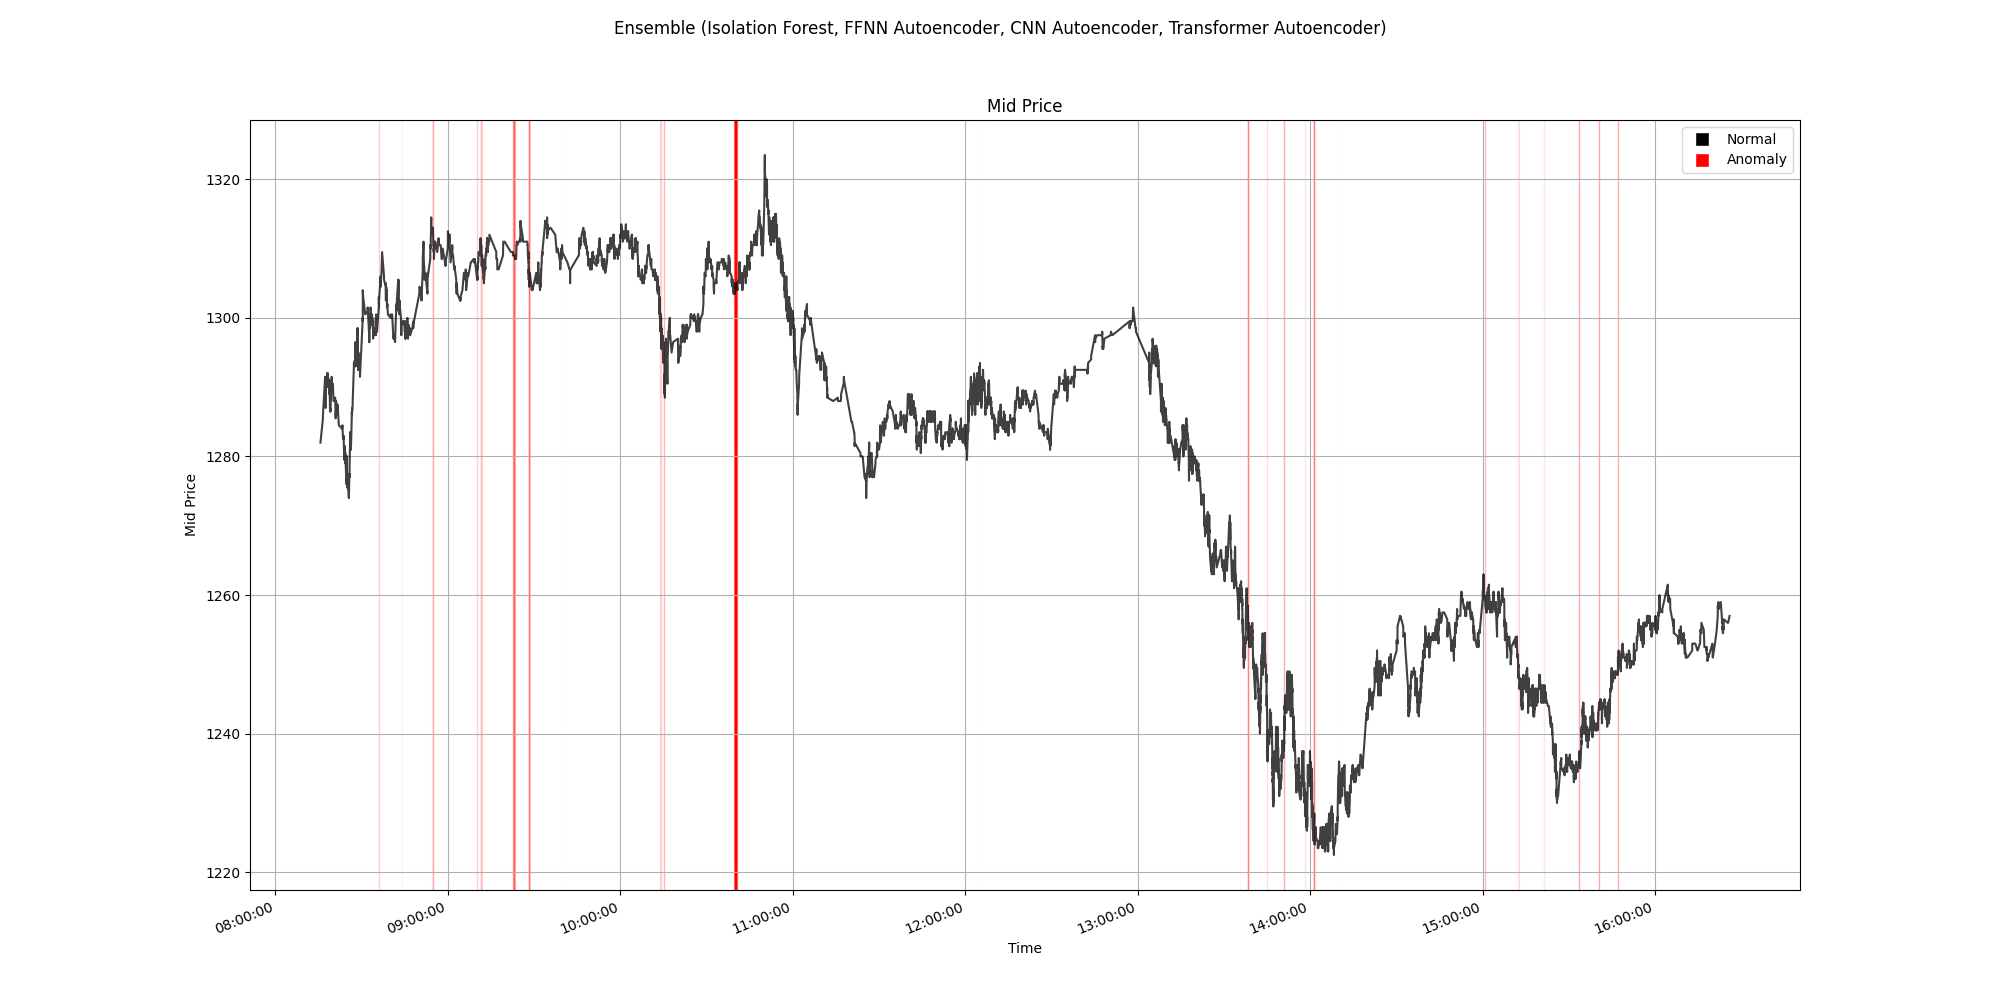 Ensemble (Isolation Forest, FFNN Autoencoder, CNN Autoencoder, Transformer Autoencoder)
Mid Price
Normal
Anomaly
1320
1300
1280
1260
1240
1220
Mid Price
08:00:00
09:00:00
10:00:00
11:00:00
12:00:00
13:00:00
14:00:00
15:00:00
16:00:00
Time